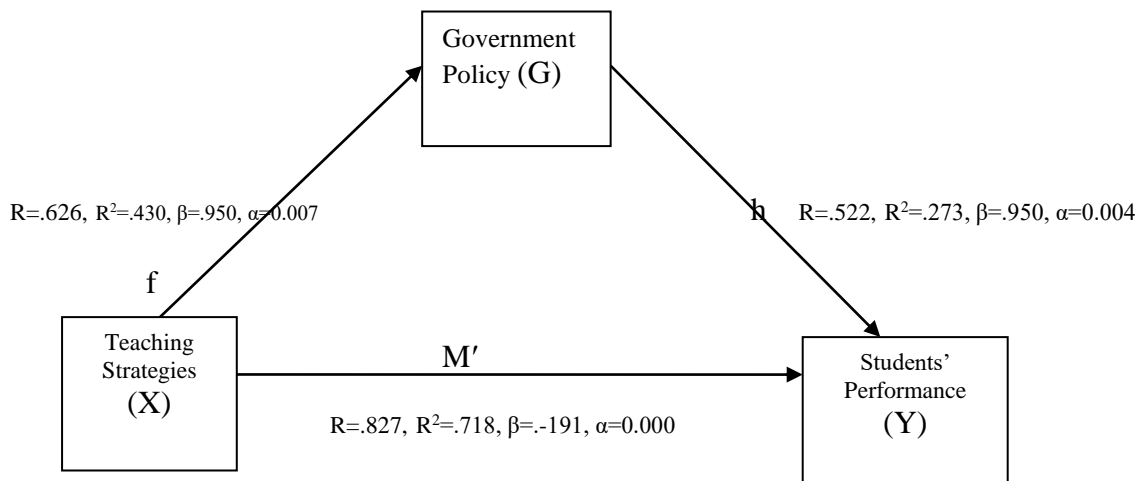 Government
Policy (G)
R=.626, R²=.430, β=.950, α=0.007
h
R=.522, R²=.273, β=.950, α=0.004
f
Teaching
Strategies
(X)
M′
Students’
Performance
(Y)
R=.827, R²=.718, β=.-191, α=0.000